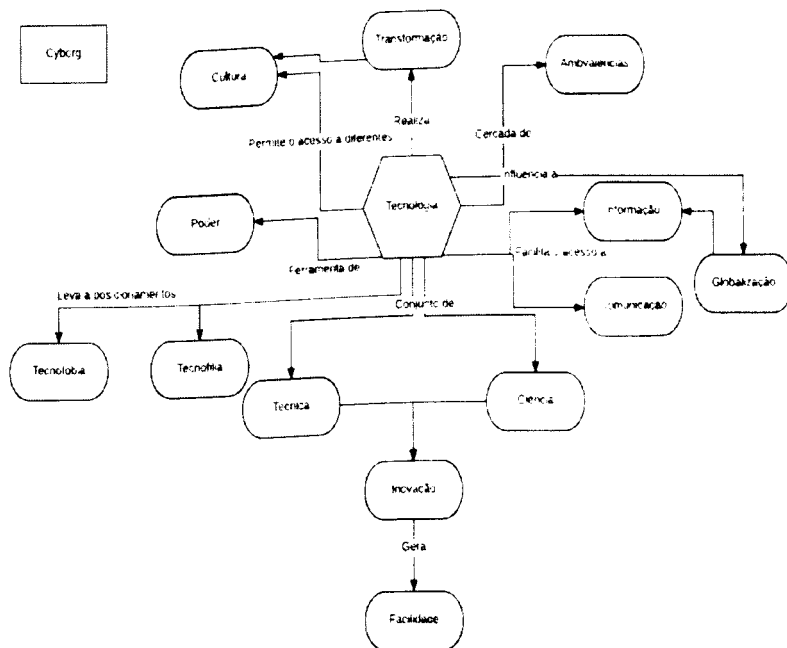 Cyborg
Transformação
Cultura
Ambivalências
Realiza
Cercada de
Permite o acesso a diferentes
Influencia a
Tecnologia
Informação
Poder
Facilita o acesso a
Ferramenta de
Globalização
Leva a posicionamentos
Conjunto de
Comunicação
Tecnofobia
Tecnofilia
Técnica
Ciência
Inovação
Gera
Facilidade